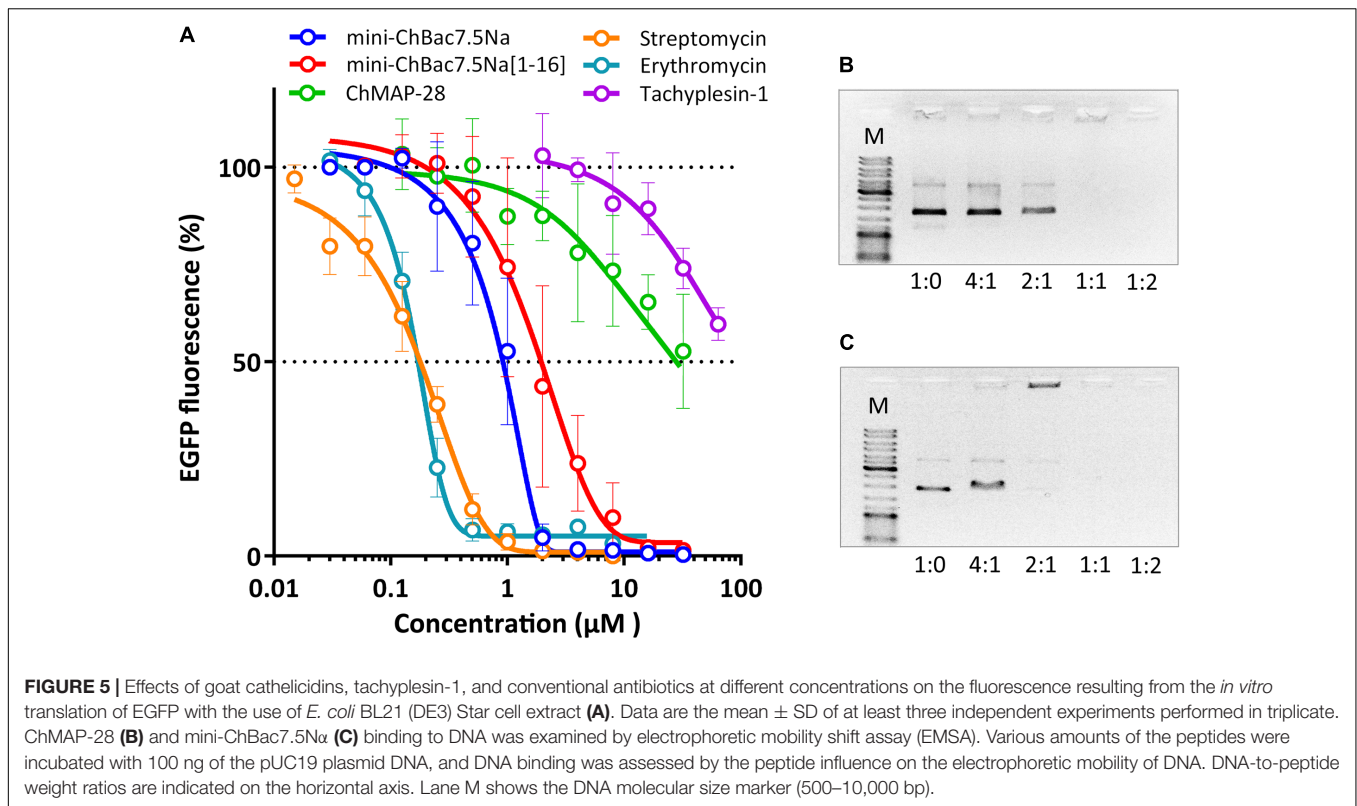 A
mini-ChBac7.5Na
mini-ChBac7.5Na[1-16]
ChMAP-28
Streptomycin
Erythromycin
Tachyplesin-1
EGFP fluorescence (%)
100
50
0
0.01
0.1
1
10
100
Concentration (μM )
B
M
1:0 4:1 2:1 1:1 1:2
C
M
1:0 4:1 2:1 1:1 1:2
FIGURE 5 | Effects of goat cathelicidins, tachyplesin-1, and conventional antibiotics at different concentrations on the fluorescence resulting from the in vitro
translation of EGFP with the use of E. coli BL21 (DE3) Star cell extract (A). Data are the mean ± SD of at least three independent experiments performed in triplicate.
ChMAP-28 (B) and mini-ChBac7.5Nα (C) binding to DNA was examined by electrophoretic mobility shift assay (EMSA). Various amounts of the peptides were
incubated with 100 ng of the pUC19 plasmid DNA, and DNA binding was assessed by the peptide influence on the electrophoretic mobility of DNA. DNA-to-peptide
weight ratios are indicated on the horizontal axis. Lane M shows the DNA molecular size marker (500–10,000 bp).